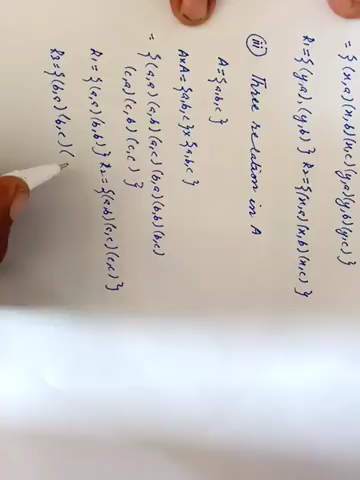 = {(x,a)(x,b)(x,c)(y,a)(y,b)(y,c)}
R₁={(y,a),(y,b)} R₂={(x,a)(x,b)(x,c)}
(iii) Three relation in A
A={a,b,c}
A×A={a,b,c}×{a,b,c}
= {(a,a)(a,b)(a,c)(b,a)(b,b)(b,c)
(c,a)(c,b)(c,c)}
R₁={(a,c)(b,b)} R₂={(a,b)(c,c)(c,c)}
R3={(b,a)(b,c)(